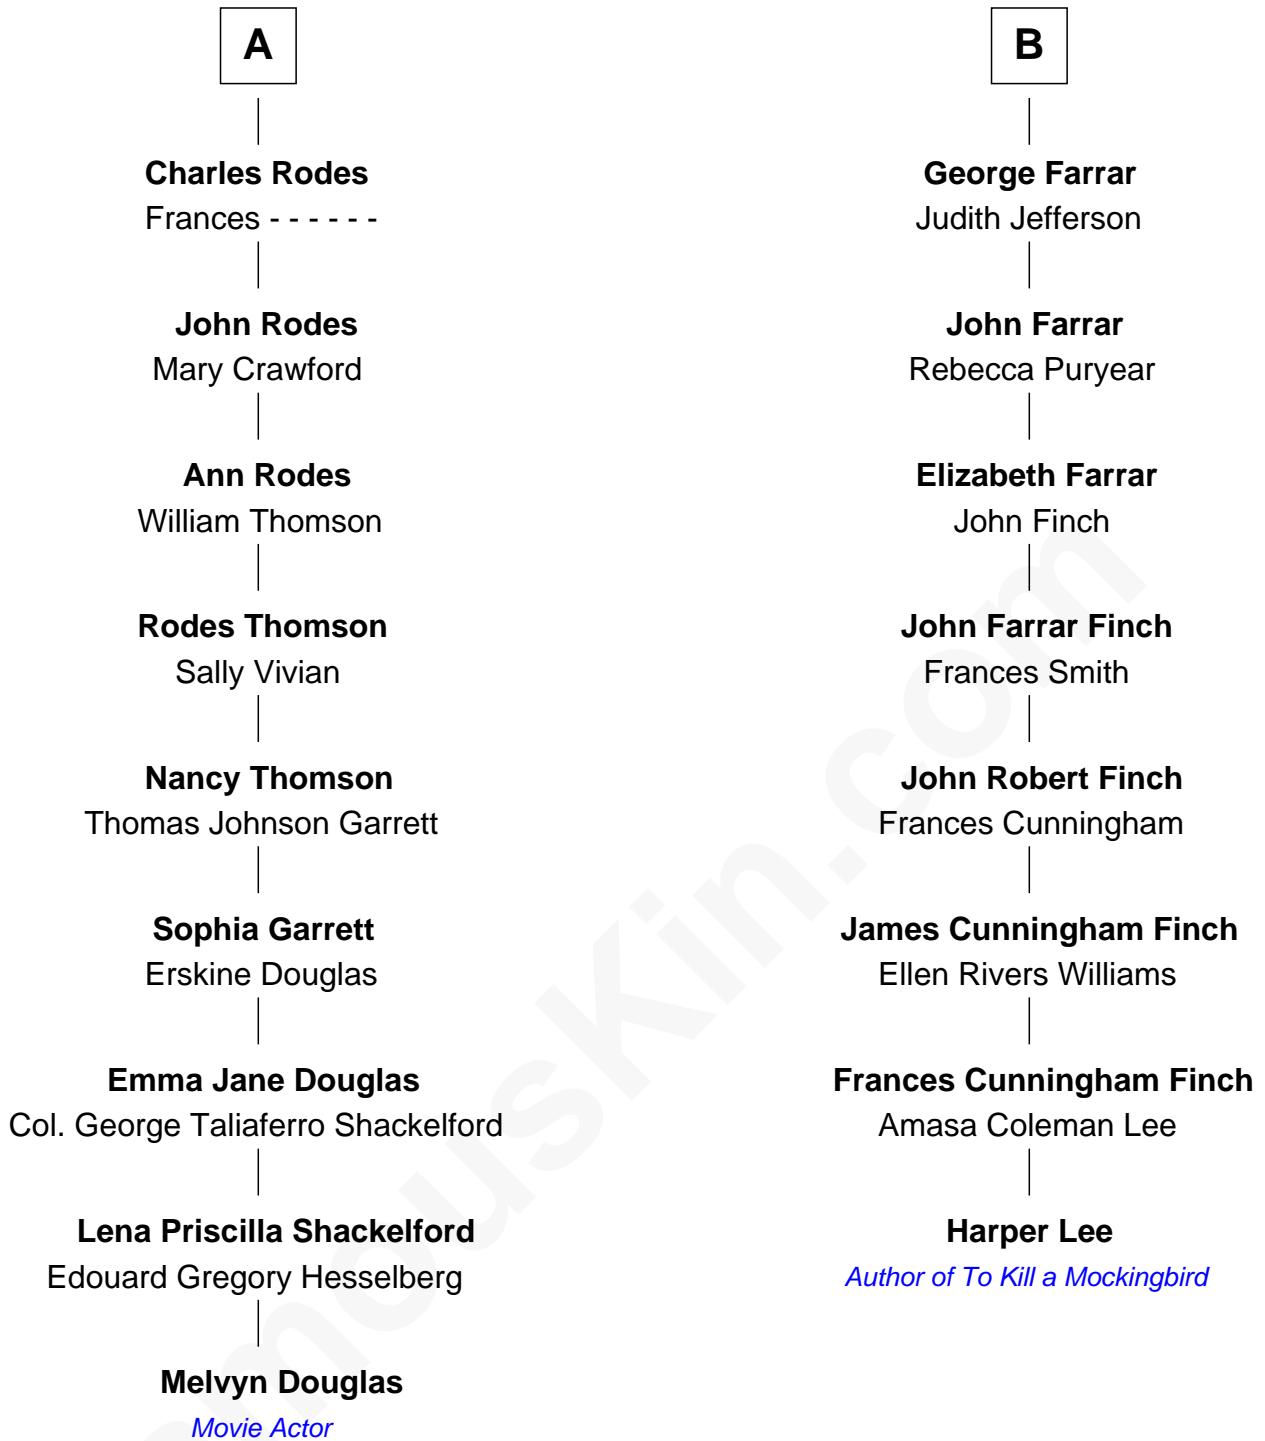 A
Charles Rodes
Frances - - - - - -
John Rodes
Mary Crawford
Ann Rodes
William Thomson
Rodes Thomson
Sally Vivian
Nancy Thomson
Thomas Johnson Garrett
Sophia Garrett
Erskine Douglas
Emma Jane Douglas
Col. George Taliaferro Shackelford
Lena Priscilla Shackelford
Edouard Gregory Hesselberg
Melvyn Douglas
Movie Actor
B
George Farrar
Judith Jefferson
John Farrar
Rebecca Puryear
Elizabeth Farrar
John Finch
John Farrar Finch
Frances Smith
John Robert Finch
Frances Cunningham
James Cunningham Finch
Ellen Rivers Williams
Frances Cunningham Finch
Amasa Coleman Lee
Harper Lee
Author of To Kill a Mockingbird
mousKin.com